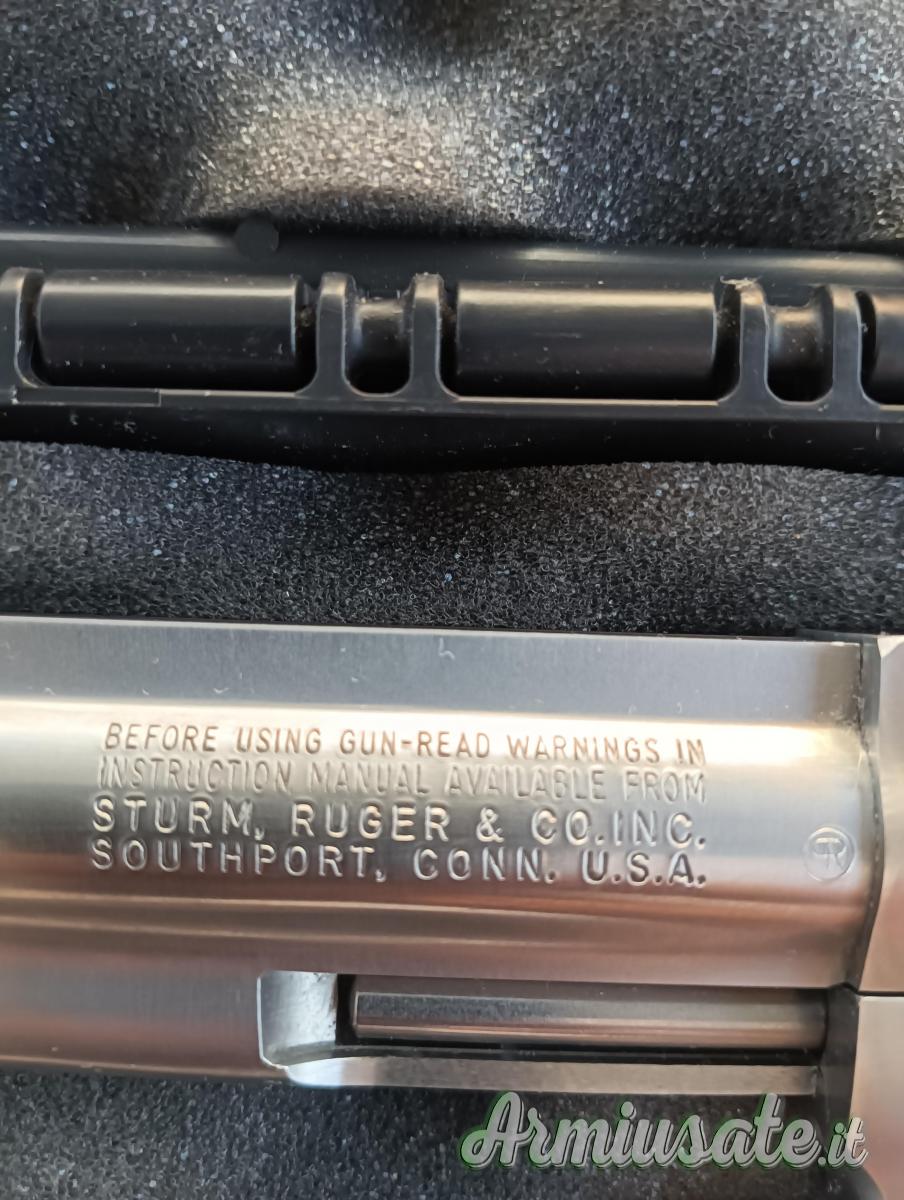 BEFORE USING GUN-READ WARNINGS IN
INSTRUCTION MANUAL AVAILABLE FROM
STURM, RUGER & CO.INC.
SOUTHPORT, CONN. U.S.A.
Armiusate.it